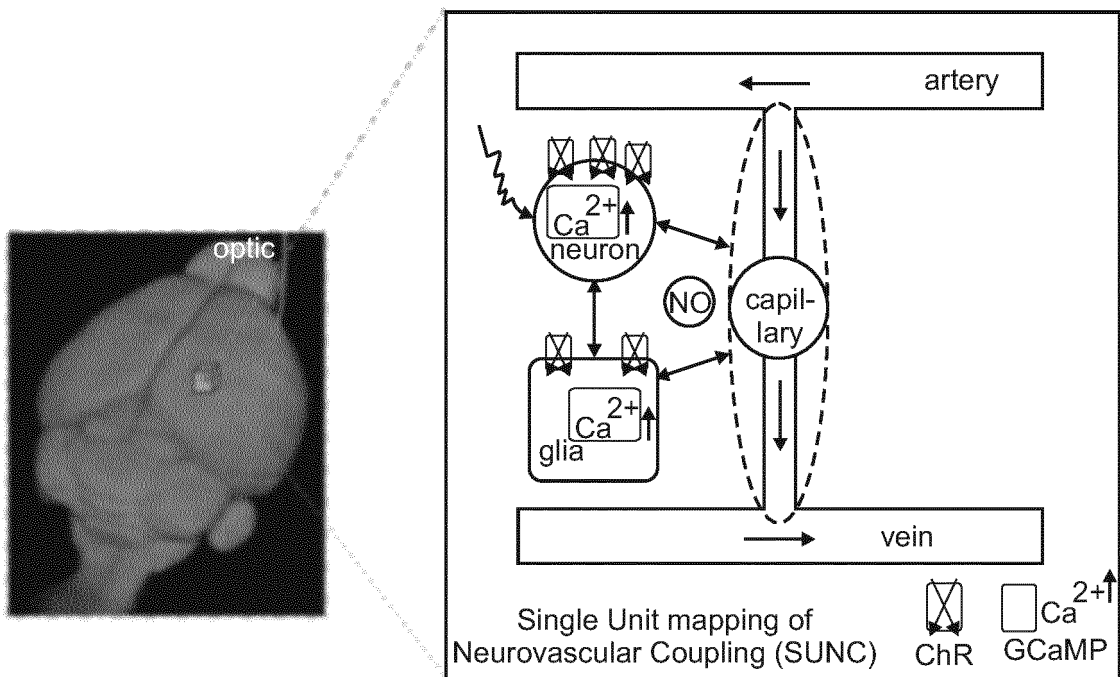 optic
artery
Ca2+
neuron
NO
capil-
lary
Ca2+
glia
vein
Single Unit mapping of
Neurovascular Coupling (SUNC)
ChR
Ca2+
GCaMP